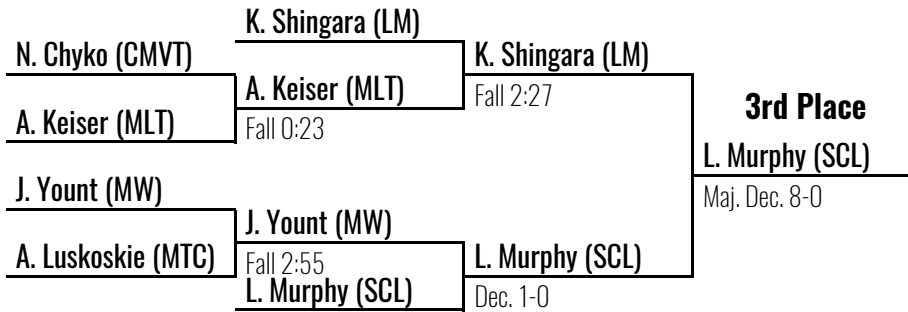 K. Shingara (LM)
N. Chyko (CMVT)
K. Shingara (LM)
A. Keiser (MLT)
Fall 2:27
3rd Place
A. Keiser (MLT)
Fall 0:23
L. Murphy (SCL)
J. Yount (MW)
Maj. Dec. 8-0
J. Yount (MW)
A. Luskoskie (MTC)
Fall 2:55
L. Murphy (SCL)
L. Murphy (SCL)
Dec. 1-0